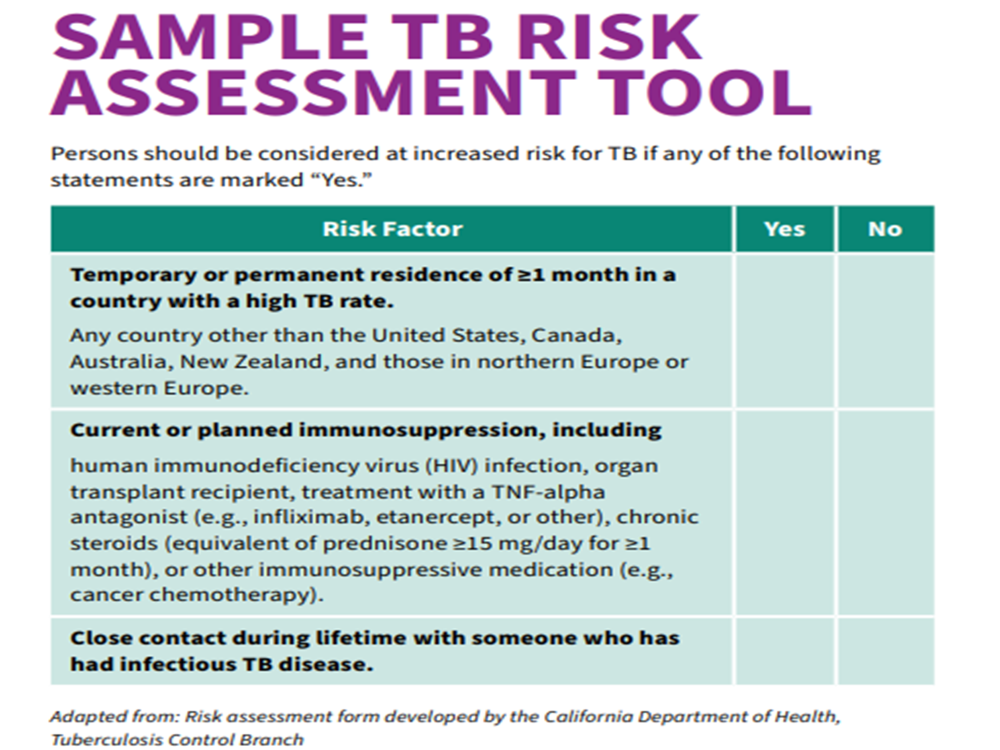 SAMPLE TB RISK
ASSESSMENT TOOL
Persons should be considered at increased risk for TB if any of the following
statements are marked “Yes.”
Risk Factor Yes No
Temporary or permanent residence of ≥1 month in a
country with a high TB rate.
Any country other than the United States, Canada,
Australia, New Zealand, and those in northern Europe or
western Europe.
Current or planned immunosuppression, including
human immunodeficiency virus (HIV) infection, organ
transplant recipient, treatment with a TNF-alpha
antagonist (e.g., infliximab, etanercept, or other), chronic
steroids (equivalent of prednisone ≥15 mg/day for ≥1
month), or other immunosuppressive medication (e.g.,
cancer chemotherapy).
Close contact during lifetime with someone who has
had infectious TB disease.
Adapted from: Risk assessment form developed by the California Department of Health,
Tuberculosis Control Branch